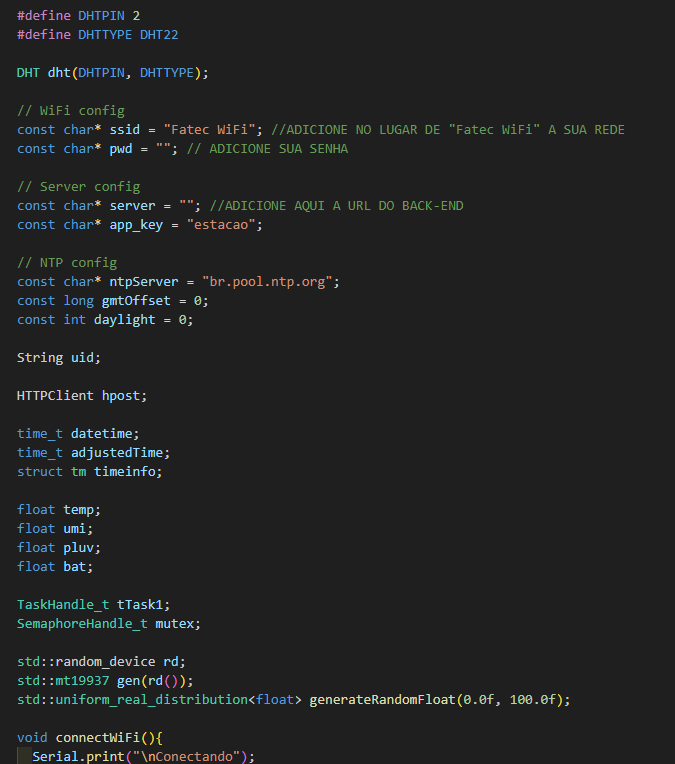 #define DHTPIN 2
#define DHTTYPE DHT22
DHT dht(DHTPIN, DHTTYPE);
// WiFi config
const char* ssid = "Fatec WiFi"; //ADICIONE NO LUGAR DE "Fatec WiFi" A SUA REDE
const char* pwd = ""; // ADICIONE SUA SENHA
// Server config
const char* server = ""; //ADICIONE AQUI A URL DO BACK-END
const char* app_key = "estacao";
// NTP config
const char* ntpServer = "br.pool.ntp.org";
const long gmtOffset = 0;
const int daylight = 0;
String uid;
HTTPClient hpost;
time_t datetime;
time_t adjustedTime;
struct tm timeinfo;
float temp;
float umi;
float pluv;
float bat;
TaskHandle_t tTask1;
SemaphoreHandle_t mutex;
std::random_device rd;
std::mt19937 gen(rd());
std::uniform_real_distribution<float> generateRandomFloat(0.0f, 100.0f);
void connectWiFi(){
Serial.print("\nConectando");